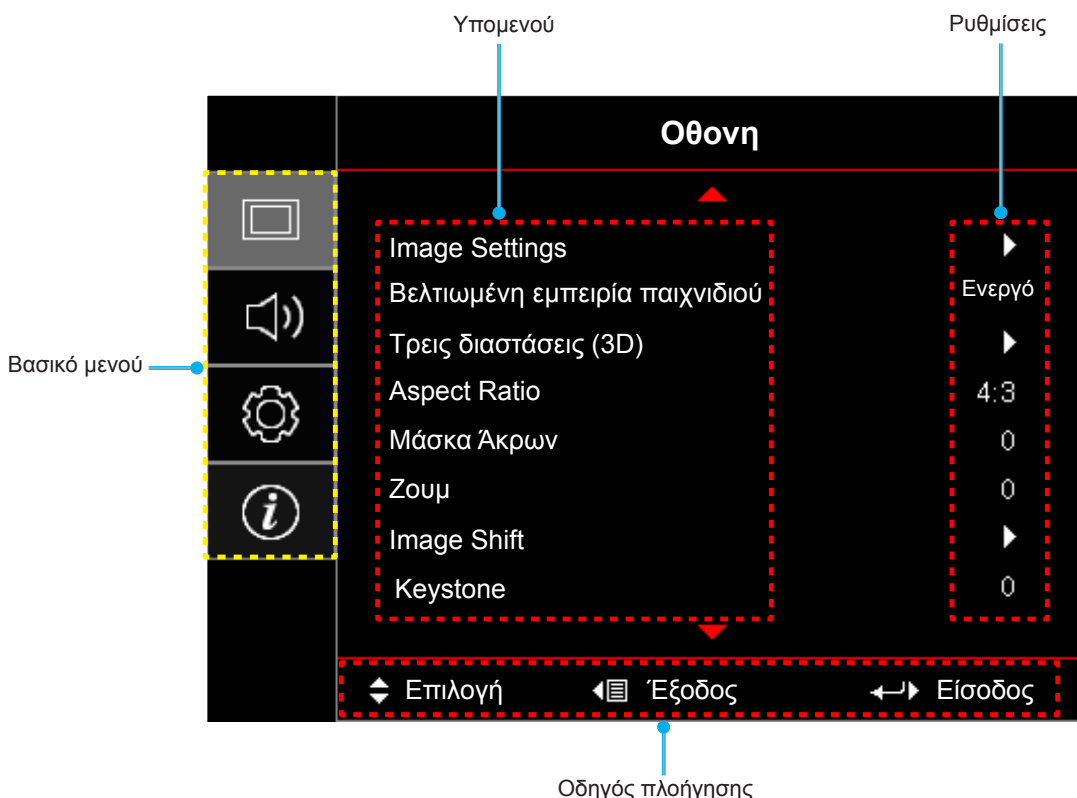 Υπομενού
Ρυθμίσεις
Οθονη
Image Settings
Βελτιωμένη εμπειρία παιχνιδιού Ενεργό
Τρεις διαστάσεις (3D)
Βασικό μενού
Aspect Ratio 4:3
Μάσκα Άκρων 0
Ζουμ 0
Image Shift
Keystone 0
Επιλογή Έξοδος Είσοδος
Οδηγός πλοήγησης